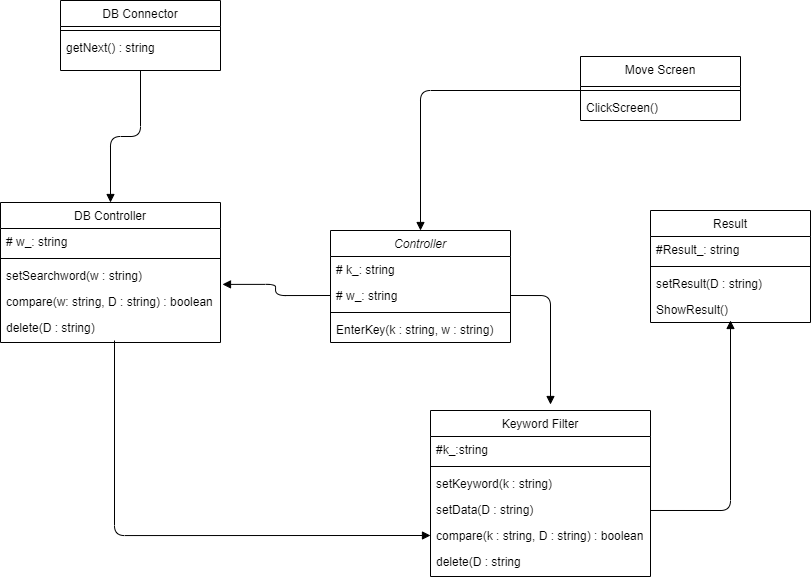 DB Connector
getNext() : string
Move Screen
ClickScreen()
DB Controller
# w_: string
setSearchword(w : string)
compare(w: string, D : string) : boolean
delete(D : string)
Controller
# k_: string
# w_: string
EnterKey(k : string, w : string)
Result
#Result_: string
setResult(D : string)
ShowResult()
Keyword Filter
#k_:string
setKeyword(k : string)
setData(D : string)
compare(k : string, D : string) : boolean
delete(D : string